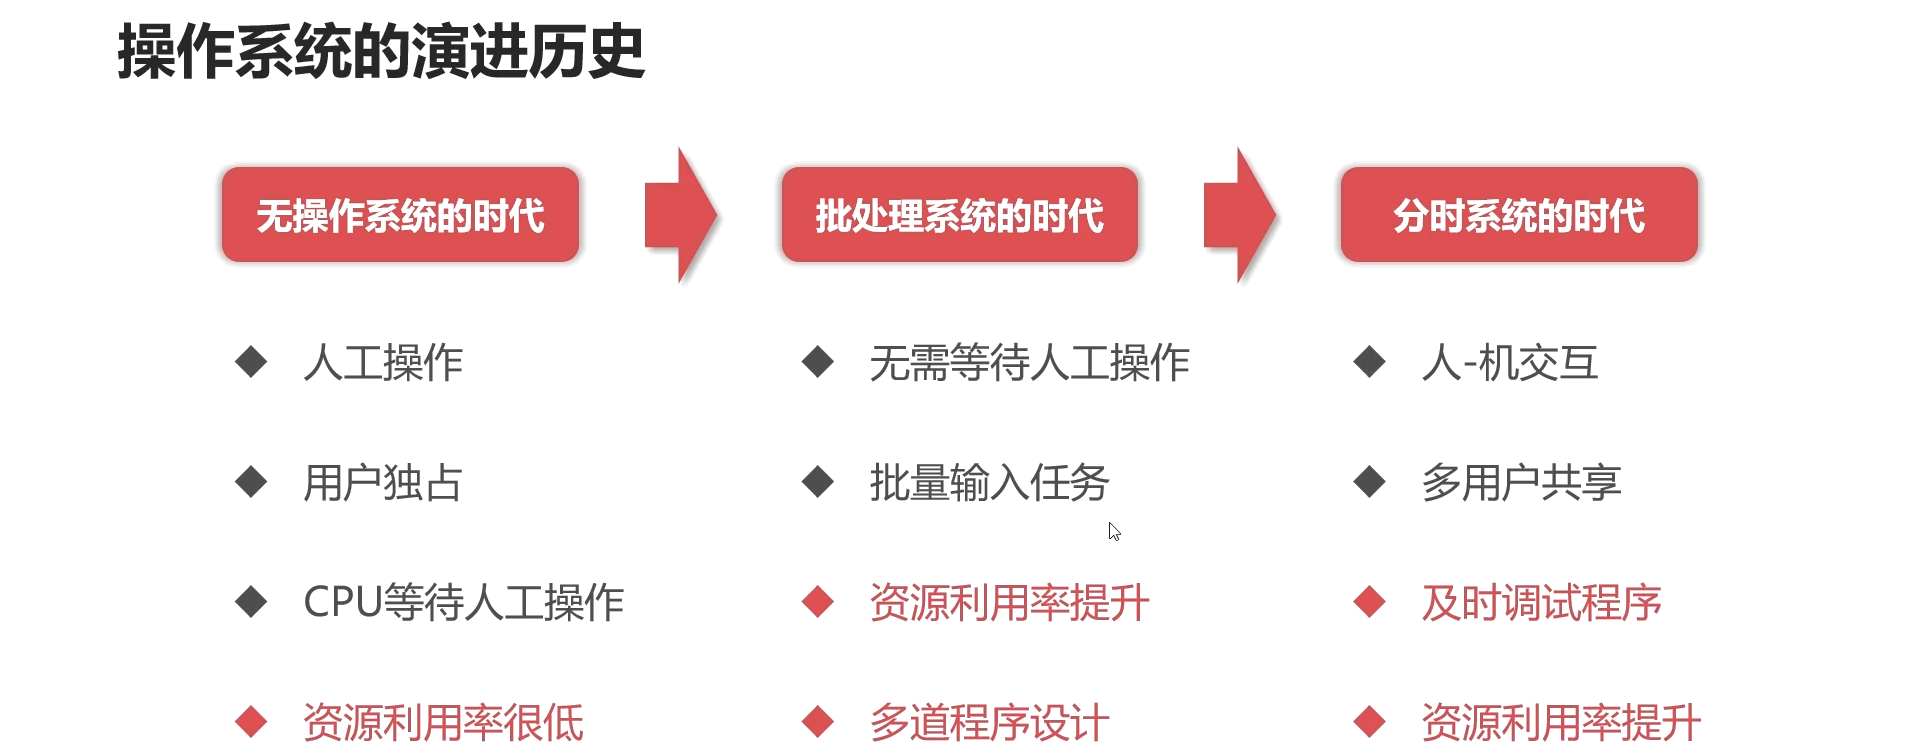 操作系统的演进历史
无操作系统的时代
批处理系统的时代
分时系统的时代
人工操作
无需等待人工操作
人-机交互
用户独占
批量输入任务
多用户共享
CPU等待人工操作
资源利用率提升
及时调试程序
资源利用率很低
多道程序设计
资源利用率提升